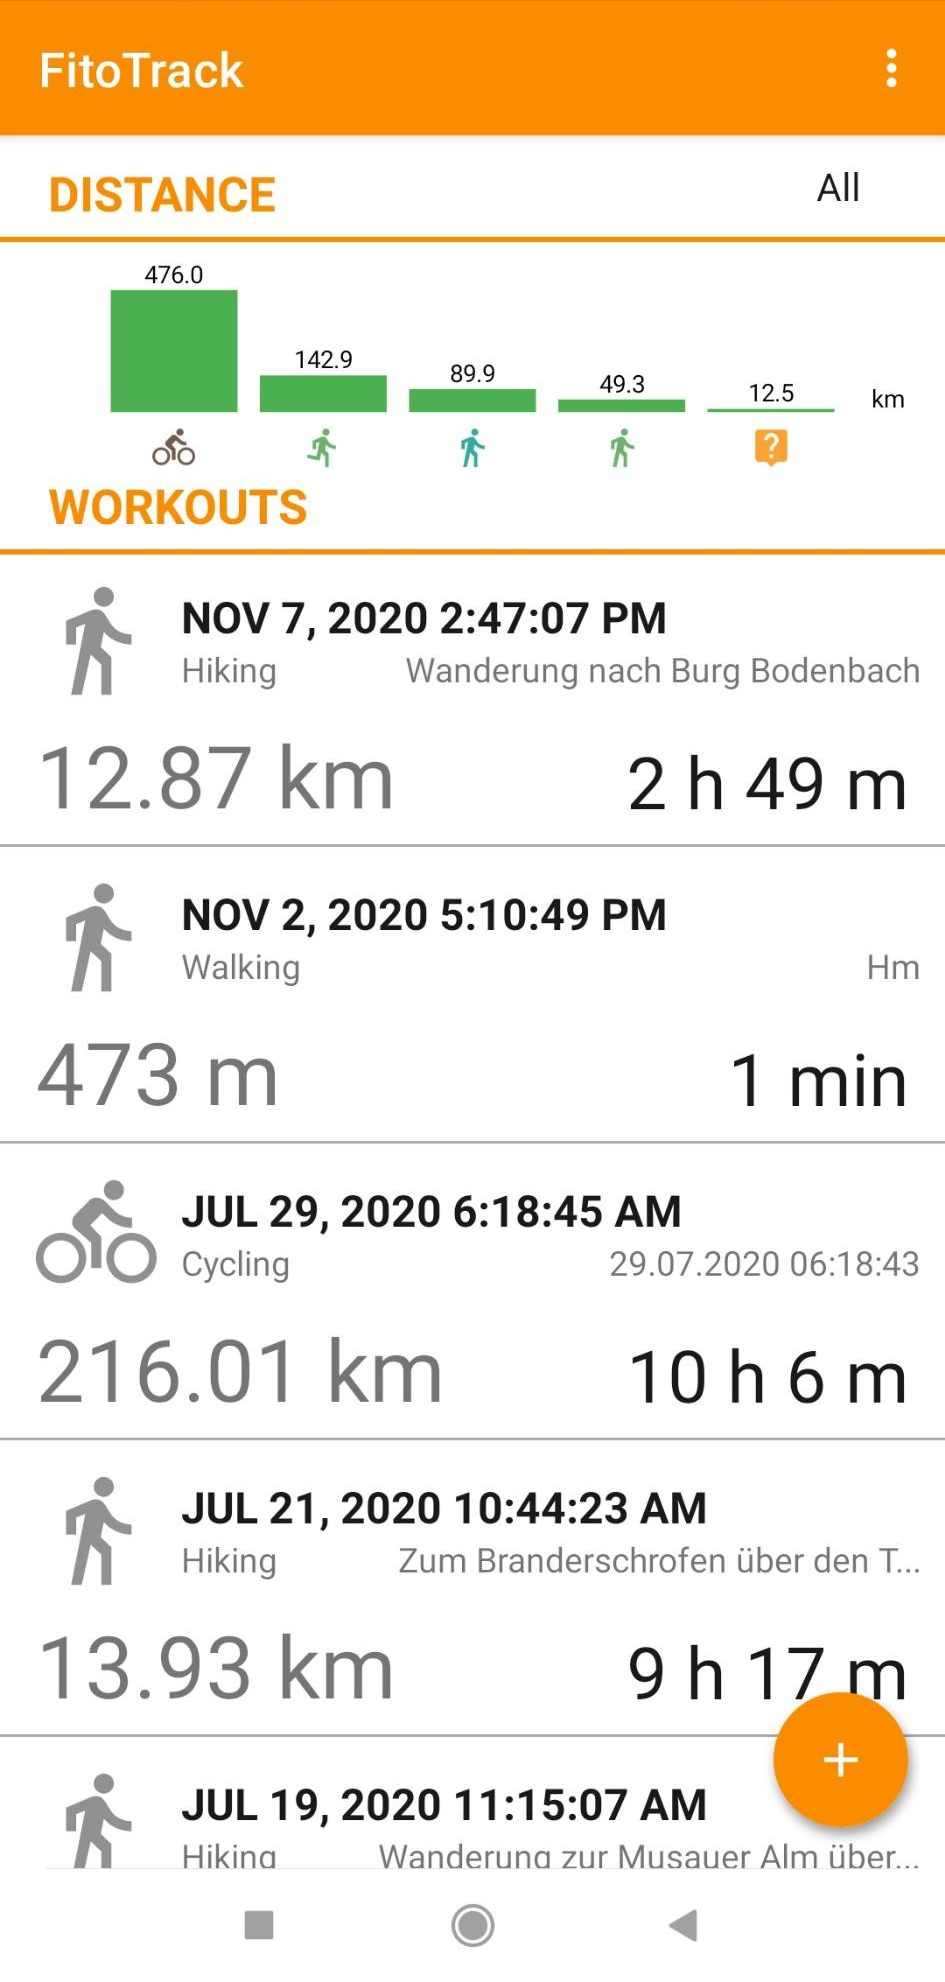 FitoTrack
DISTANCE All
476.0
142.9
89.9
49.3
12.5
km
?
WORKOUTS
NOV 7, 2020 2:47:07 PM
Hiking Wanderung nach Burg Bodenbach
12.87 km 2 h 49 m
NOV 2, 2020 5:10:49 PM
Walking Hm
473 m 1 min
JUL 29, 2020 6:18:45 AM
Cycling 29.07.2020 06:18:43
216.01 km 10 h 6 m
JUL 21, 2020 10:44:23 AM
Hiking Zum Branderschrofen über den T...
13.93 km 9 h 17 m
+
JUL 19, 2020 11:15:07 AM
Hiking Wanderung zur Musauer Alm über...